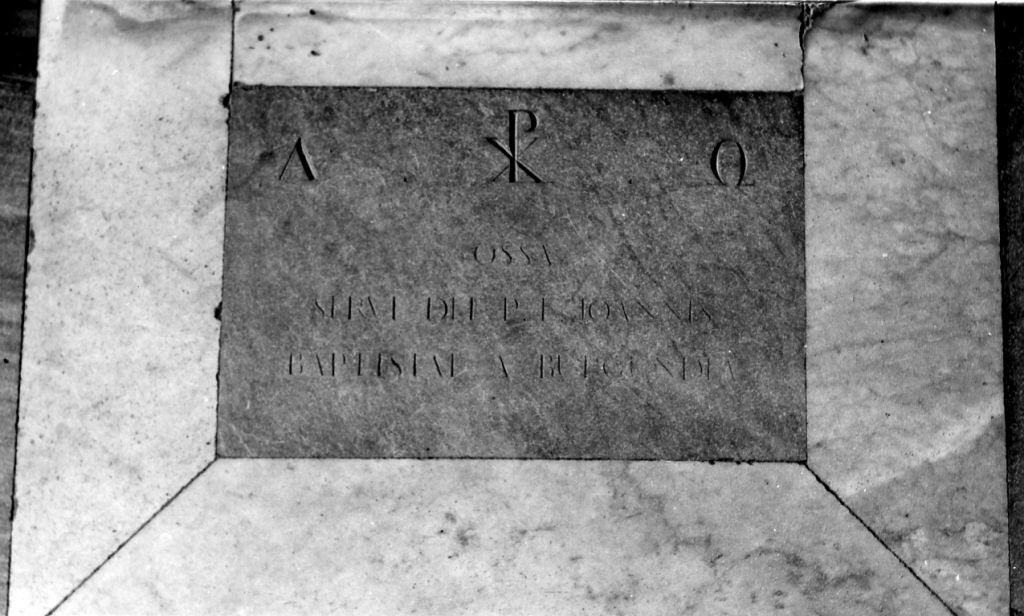 Α ☧ Ω
OSSA
SERVI DEI P. F. IOANNIS
BAPTISTAE A BURGUNDIA